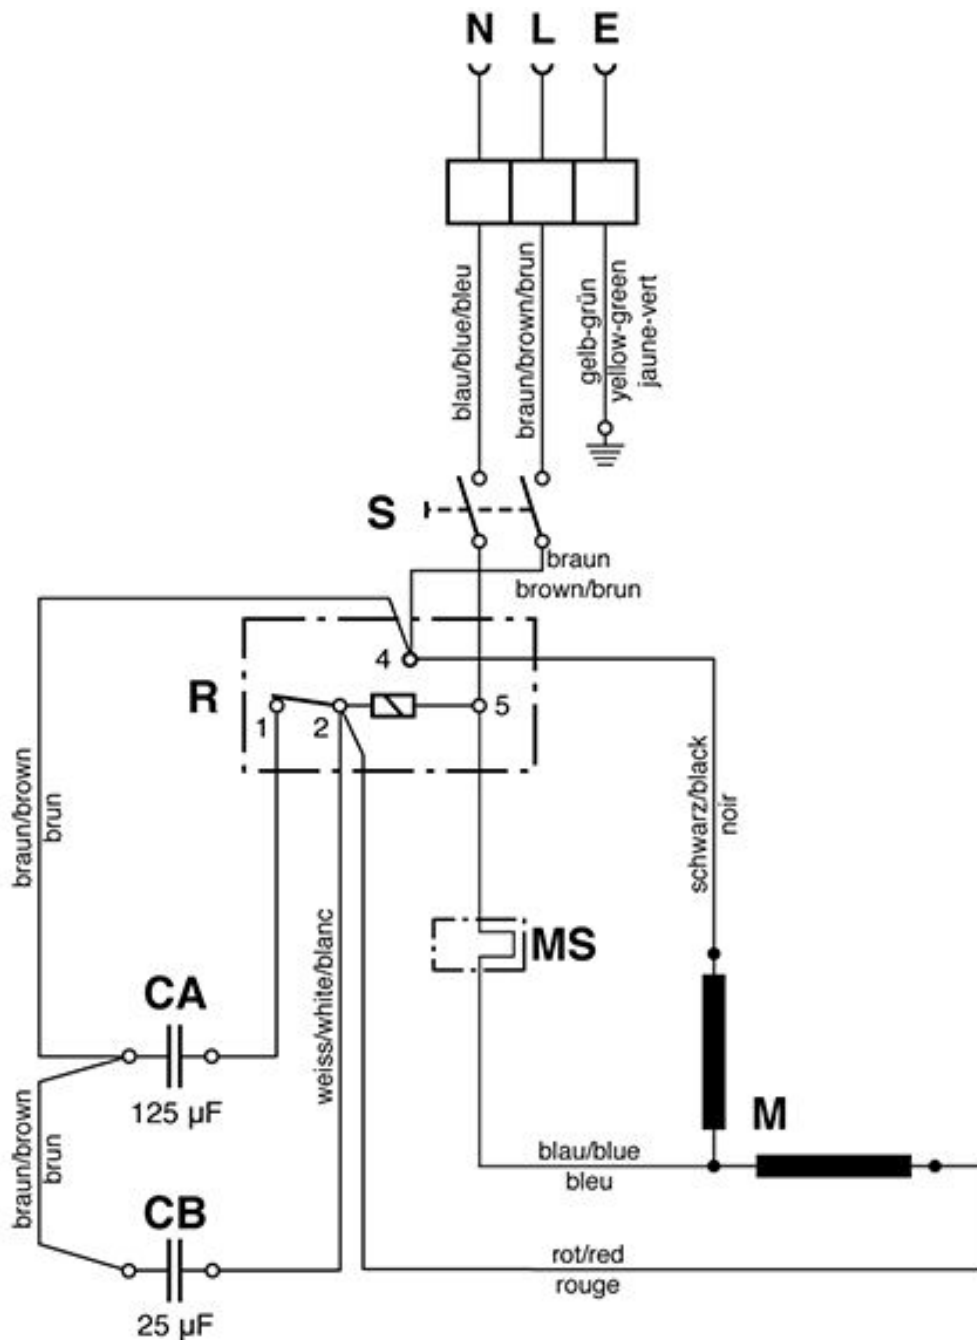 N L E
blau/blue/bleu
braun/brown/brun
gelb-grün
yellow-green
jaune-vert
S
braun
brown/brun
4
R
1
2
5
braun/brown
brun
schwarz/black
noir
MS
weiss/white/blanc
CA
125 µF
M
blau/blue
bleu
braun/brown
brun
CB
rot/red
rouge
25 µF